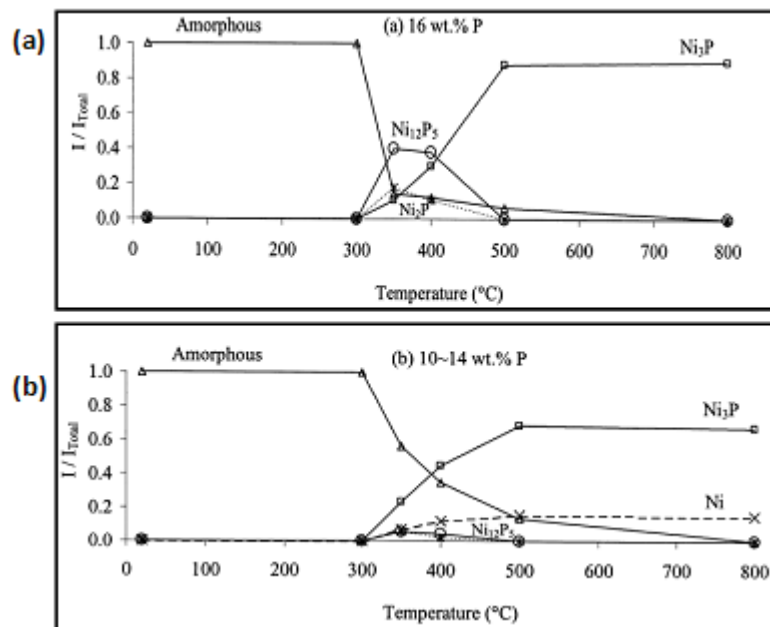 (a)
Amorphous
(a) 16 wt.% P
Ni₃P
1.0
0.8
0.6
0.4
0.2
0.0
I / I_Total
Ni₁₂P₅
Ni₂P
0 100 200 300 400 500 600 700 800
Temperature (°C)
(b)
Amorphous
(b) 10~14 wt.% P
Ni₃P
1.0
0.8
0.6
0.4
0.2
0.0
I / I_Total
Ni
Ni₁₂P₅
0 100 200 300 400 500 600 700 800
Temperature (°C)